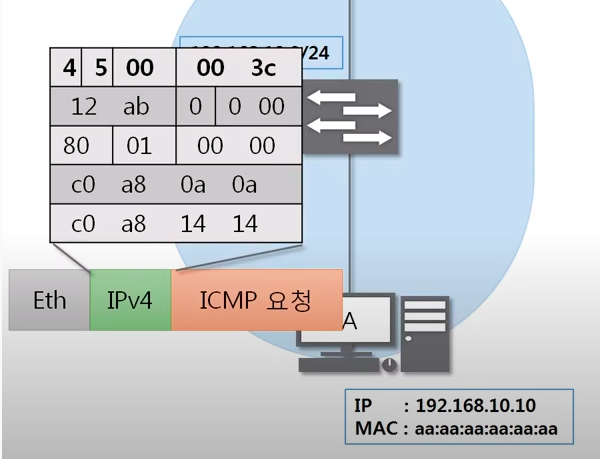 /24
4 5 00 00 3c
12 ab 0 0 00
80 01 00 00
c0 a8 0a 0a
c0 a8 14 14
Eth IPv4 ICMP 요청
A
IP : 192.168.10.10
MAC : aa:aa:aa:aa:aa:aa